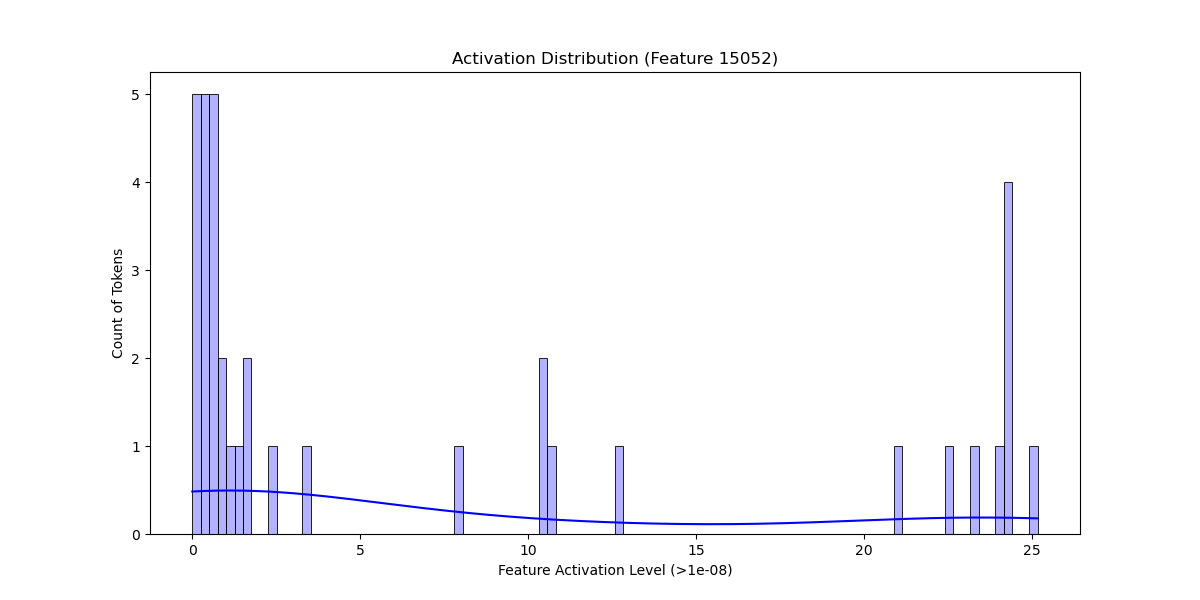 Activation Distribution (Feature 15052)
5
4
3
2
1
0
Count of Tokens
0 5 10 15 20 25
Feature Activation Level (>1e-08)